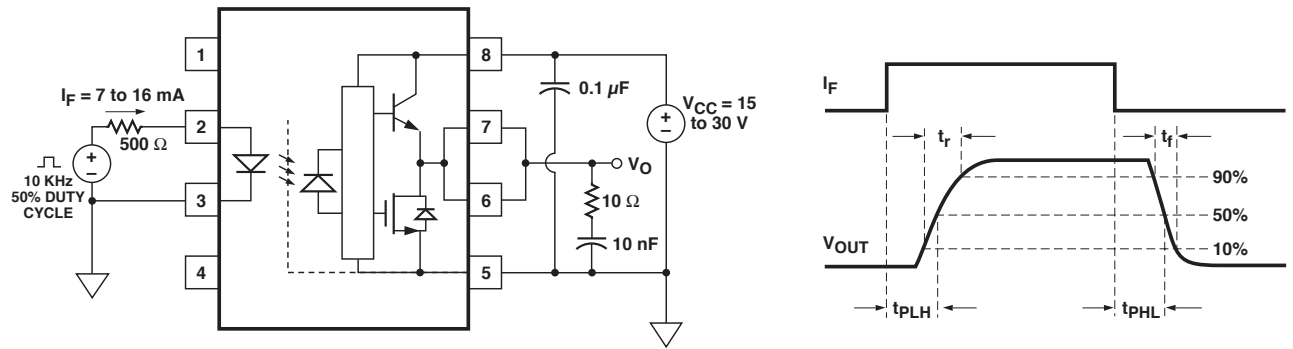 1
8
I_F = 7 to 16 mA
0.1 µF
V_CC = 15
to 30 V
+
–
2
500 Ω
7
V_O
+
–
10 KHz
50% DUTY
CYCLE
3
6
10 Ω
10 nF
4
5
I_F
t_r
t_f
90%
50%
10%
V_OUT
t_PLH
t_PHL